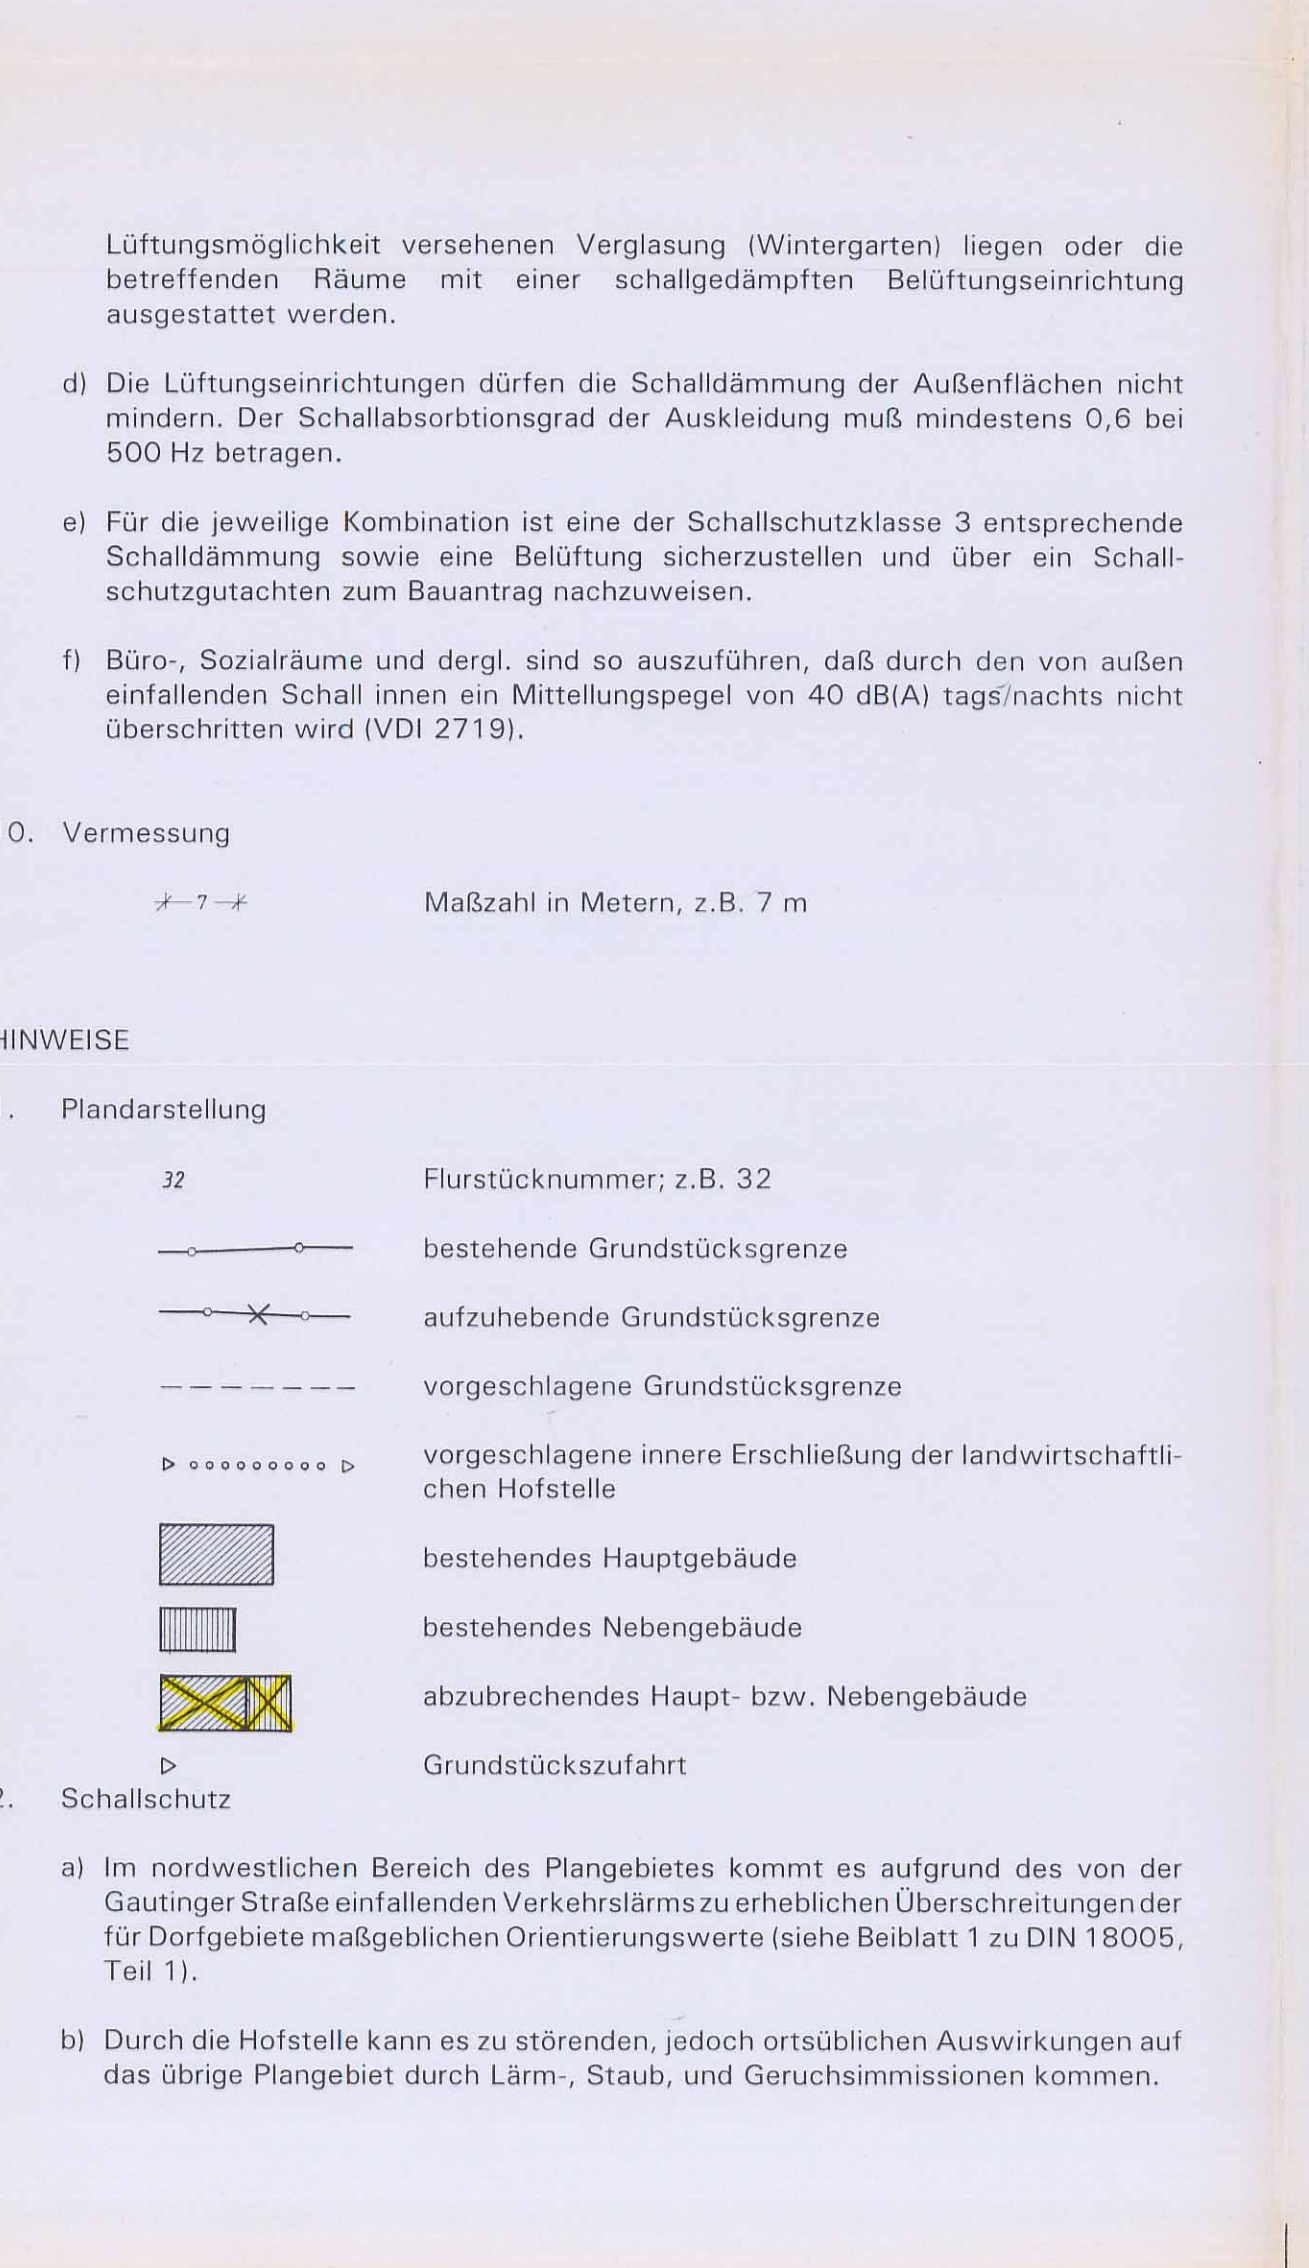 Lüftungsmöglichkeit versehenen Verglasung (Wintergarten) liegen oder die
betreffenden Räume mit einer schallgedämpften Belüftungseinrichtung
ausgestattet werden.
d) Die Lüftungseinrichtungen dürfen die Schalldämmung der Außenflächen nicht
mindern. Der Schallabsorbtionsgrad der Auskleidung muß mindestens 0,6 bei
500 Hz betragen.
e) Für die jeweilige Kombination ist eine der Schallschutzklasse 3 entsprechende
Schalldämmung sowie eine Belüftung sicherzustellen und über ein Schall-
schutzgutachten zum Bauantrag nachzuweisen.
f) Büro-, Sozialräume und dergl. sind so auszuführen, daß durch den von außen
einfallenden Schall innen ein Mittellungspegel von 40 dB(A) tags/nachts nicht
überschritten wird (VDI 2719).
0. Vermessung
7 Maßzahl in Metern, z.B. 7 m
HINWEISE
. Plandarstellung
32 Flurstücknummer; z.B. 32
bestehende Grundstücksgrenze
aufzuhebende Grundstücksgrenze
vorgeschlagene Grundstücksgrenze
vorgeschlagene innere Erschließung der landwirtschaftli-
chen Hofstelle
bestehendes Hauptgebäude
bestehendes Nebengebäude
abzubrechendes Haupt- bzw. Nebengebäude
Grundstückszufahrt
2. Schallschutz
a) Im nordwestlichen Bereich des Plangebietes kommt es aufgrund des von der
Gautinger Straße einfallenden Verkehrslärms zu erheblichen Überschreitungen der
für Dorfgebiete maßgeblichen Orientierungswerte (siehe Beiblatt 1 zu DIN 18005,
Teil 1).
b) Durch die Hofstelle kann es zu störenden, jedoch ortsüblichen Auswirkungen auf
das übrige Plangebiet durch Lärm-, Staub, und Geruchsimmissionen kommen.